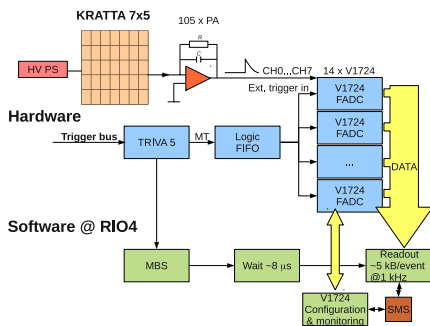 KRATTA 7x5
105 x PA
R
C
HV PS
CH0...CH7
14 x V1724
Ext. trigger in
V1724
FADC
Hardware
V1724
FADC
Trigger bus
TRIVA 5
MT
Logic
FIFO
...
DATA
V1724
FADC
Software @ RIO4
MBS
Wait ~8 µs
Readout
~5 kB/event
@1 kHz
V1724
Configuration
& monitoring
SMS